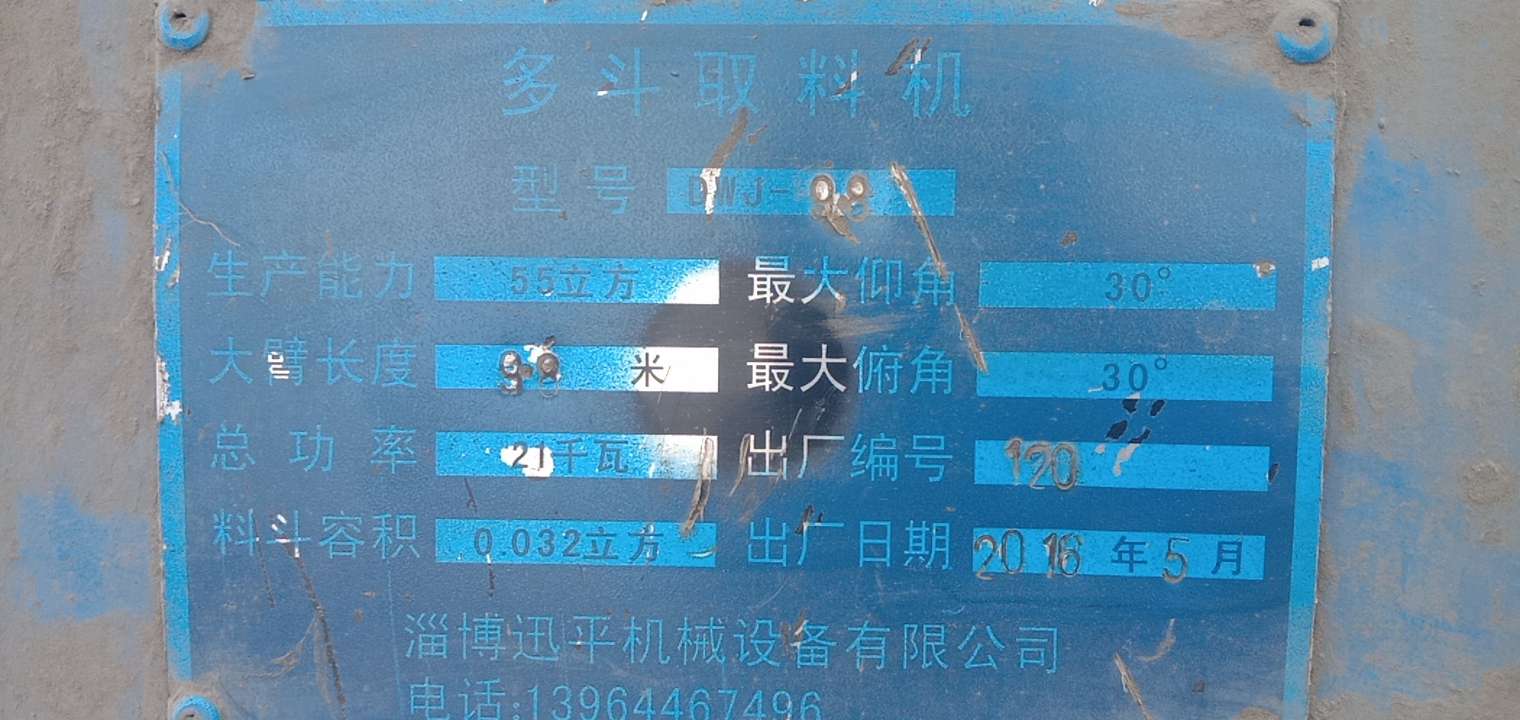 多斗取料机
型号 DWJ-
生产能力 55立方 最大仰角 30°
大臂长度 9.8 米 最大俯角 30°
总功率 21千瓦 出厂编号 120
料斗容积 0.032立方 出厂日期 2016年5月
淄博迅平机械设备有限公司
电话:13964467496